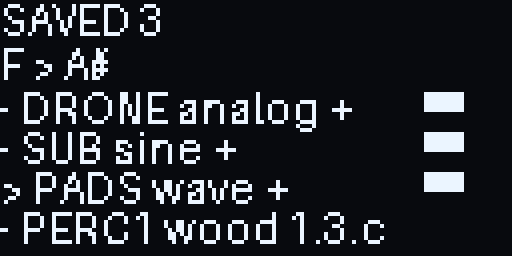 SAVED 3
F > A#
- DRONE analog +
- SUB sine +
> PADS wave +
- PERC1 wood 1.3.c